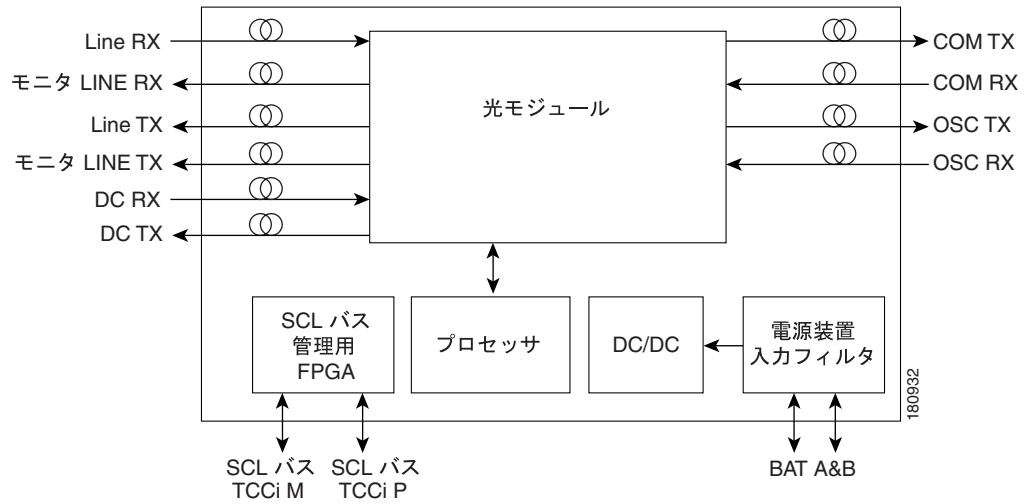 Line RX
モニタ LINE RX
Line TX
モニタ LINE TX
DC RX
DC TX
光モジュール
COM TX
COM RX
OSC TX
OSC RX
SCL バス
管理用
FPGA
プロセッサ
DC/DC
電源装置
入力フィルタ
180932
SCL バス
TCCi M
SCL バス
TCCi P
BAT A&B